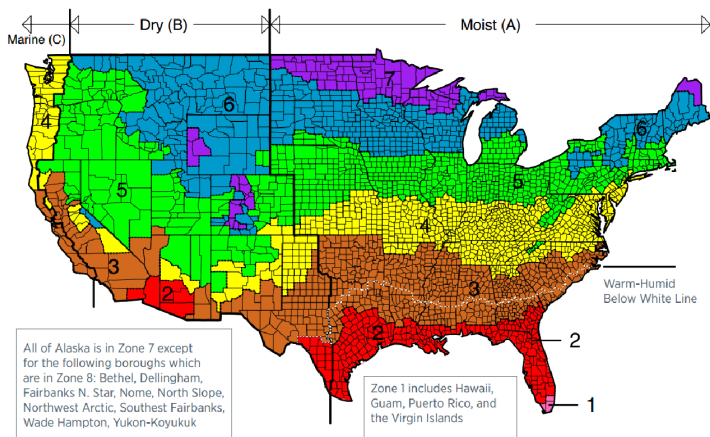 Dry (B)
Moist (A)
Marine (C)
7
6
4
6
5
5
4
3
3
Warm-Humid
Below White Line
2
2
2
1
All of Alaska is in Zone 7 except
for the following boroughs which
are in Zone 8: Bethel, Dellingham,
Fairbanks N. Star, Nome, North Slope,
Northwest Arctic, Southest Fairbanks,
Wade Hampton, Yukon-Koyukuk
Zone 1 includes Hawaii,
Guam, Puerto Rico, and
the Virgin Islands